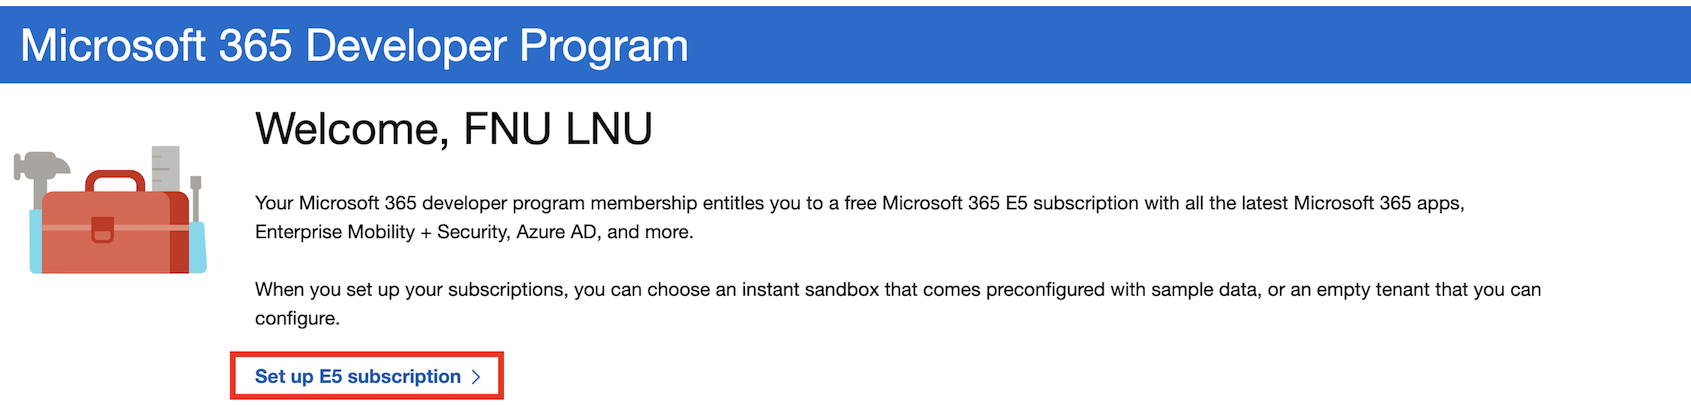 Microsoft 365 Developer Program
Welcome, FNU LNU
Your Microsoft 365 developer program membership entitles you to a free Microsoft 365 E5 subscription with all the latest Microsoft 365 apps,
Enterprise Mobility + Security, Azure AD, and more.
When you set up your subscriptions, you can choose an instant sandbox that comes preconfigured with sample data, or an empty tenant that you can
configure.
Set up E5 subscription >